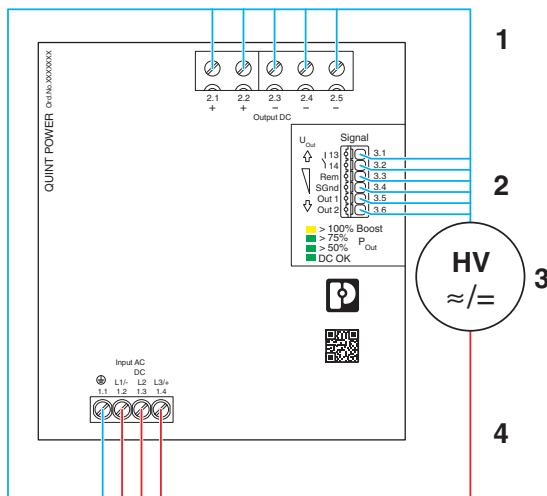 1
QUINT POWER Ord.No.XXXXXXX
2.1 2.2 2.3 2.4 2.5
+ + – – –
Output DC
U Out
Signal
13 3.1
14 3.2
Rem 3.3
SGnd 3.4
Out 1 3.5
Out 2 3.6
2
> 100% Boost
> 75%
> 50%
P Out
DC OK
HV
≈/=
3
Input AC
DC
L1/- L2 L3/+
1.1 1.2 1.3 1.4
4